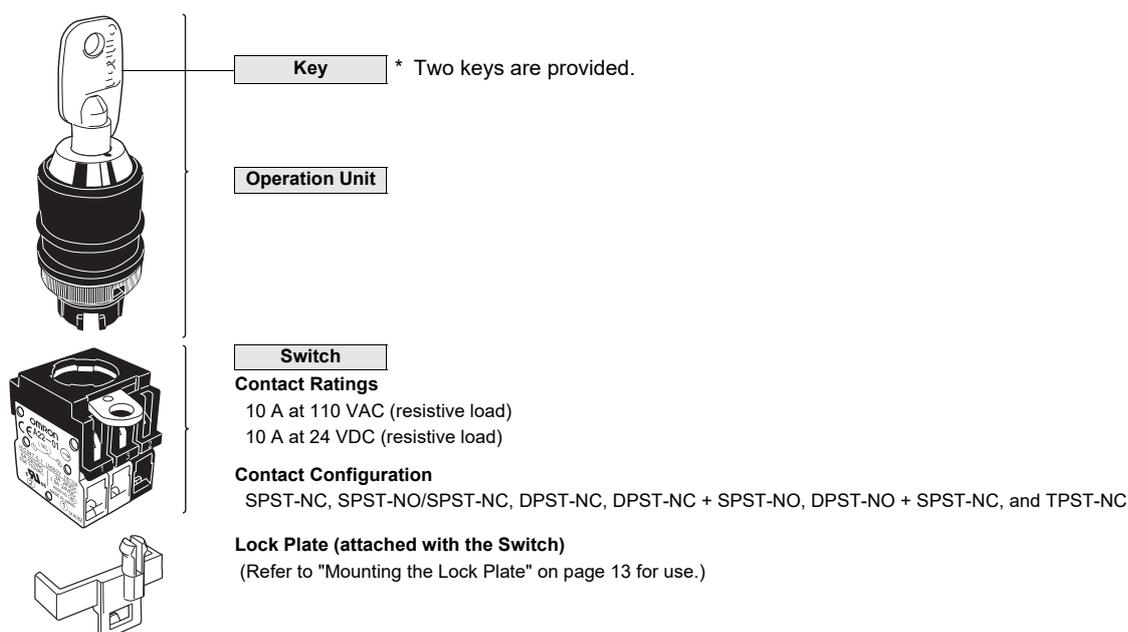 Key
* Two keys are provided.
Operation Unit
Switch
Contact Ratings
10 A at 110 VAC (resistive load)
10 A at 24 VDC (resistive load)
Contact Configuration
SPST-NC, SPST-NO/SPST-NC, DPST-NC, DPST-NC + SPST-NO, DPST-NO + SPST-NC, and TPST-NC
Lock Plate (attached with the Switch)
(Refer to "Mounting the Lock Plate" on page 13 for use.)
OMRON
CE A22-01